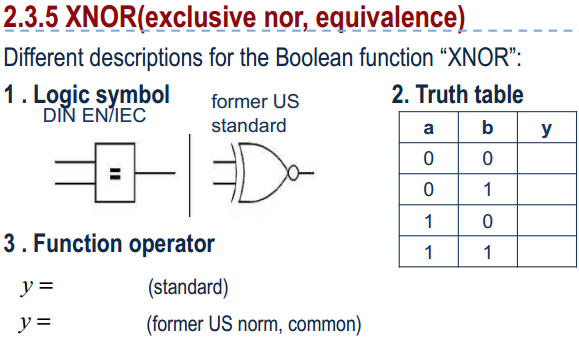 2.3.5 XNOR(exclusive nor, equivalence)
Different descriptions for the Boolean function “XNOR”:
1 . Logic symbol
DIN EN/IEC
former US
standard
=
2. Truth table
a b y
0 0
0 1
1 0
1 1
3 . Function operator
y = (standard)
y = (former US norm, common)